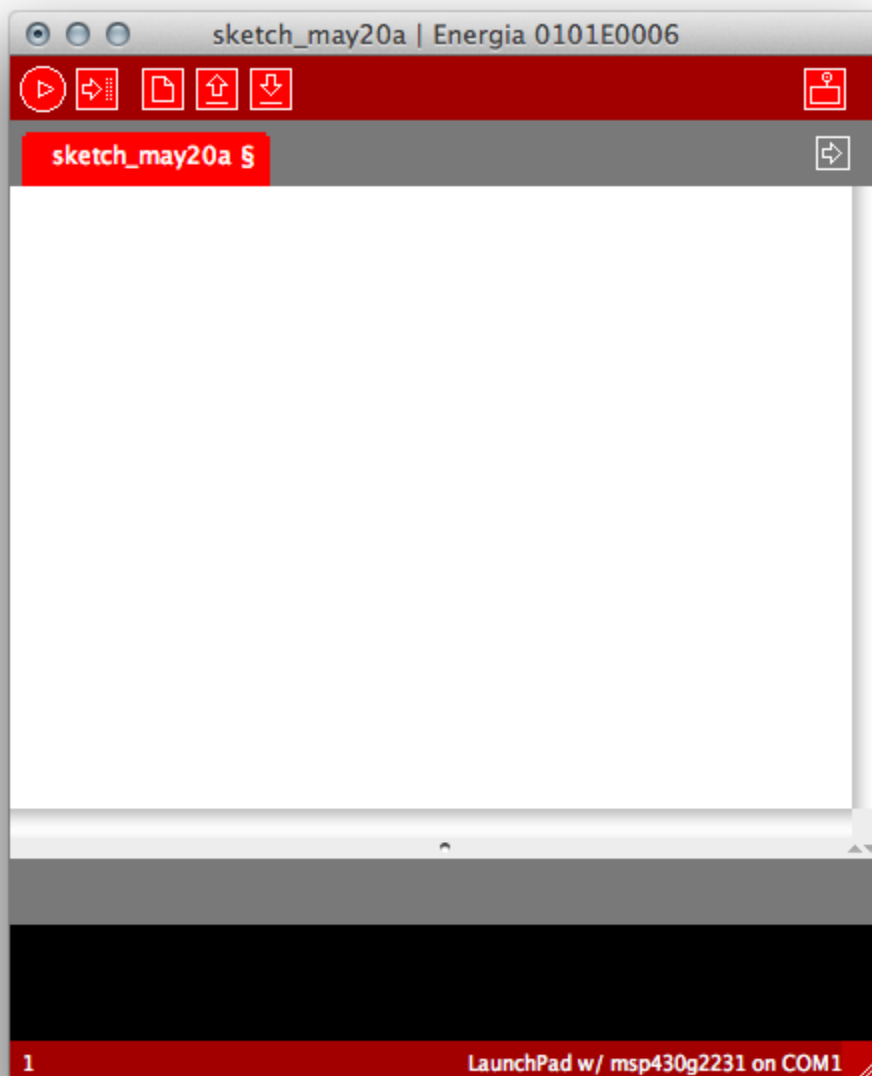 sketch_may20a | Energia 0101E0006
sketch_may20a §
1
LaunchPad w/ msp430g2231 on COM1